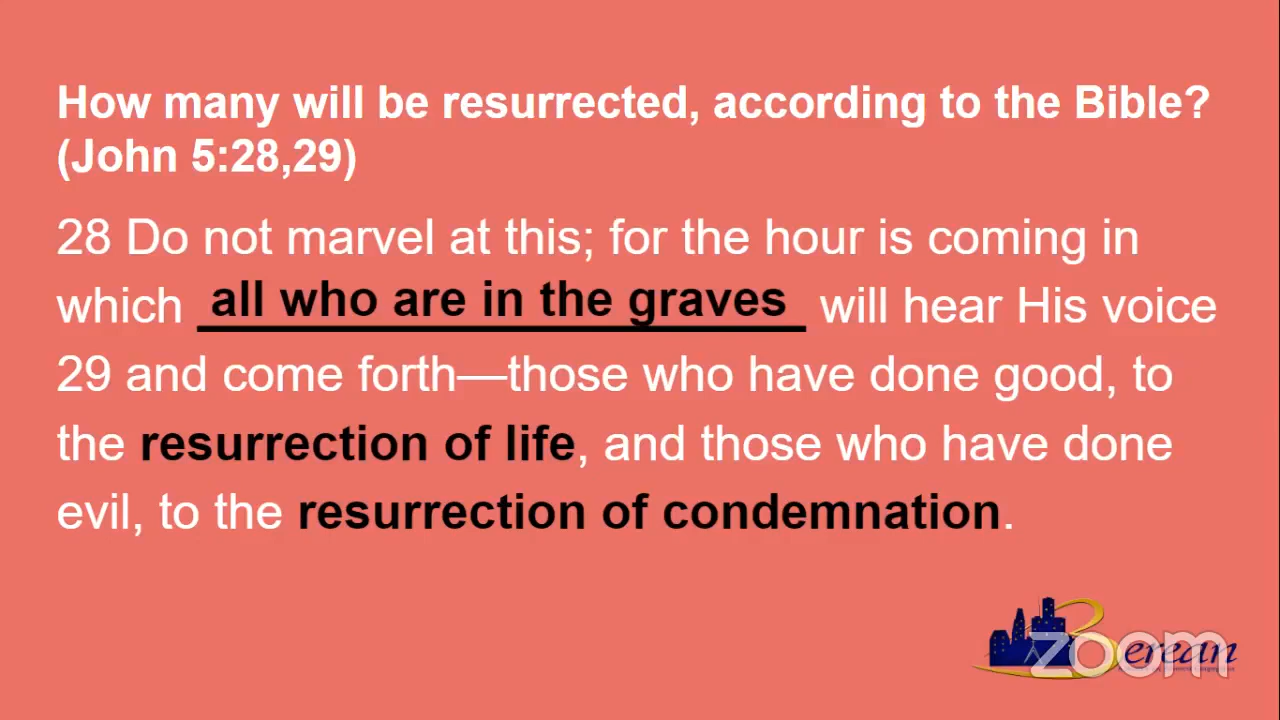 How many will be resurrected, according to the Bible?
(John 5:28,29)
28 Do not marvel at this; for the hour is coming in
which all who are in the graves will hear His voice
29 and come forth—those who have done good, to
the resurrection of life, and those who have done
evil, to the resurrection of condemnation.
Berean
zoom